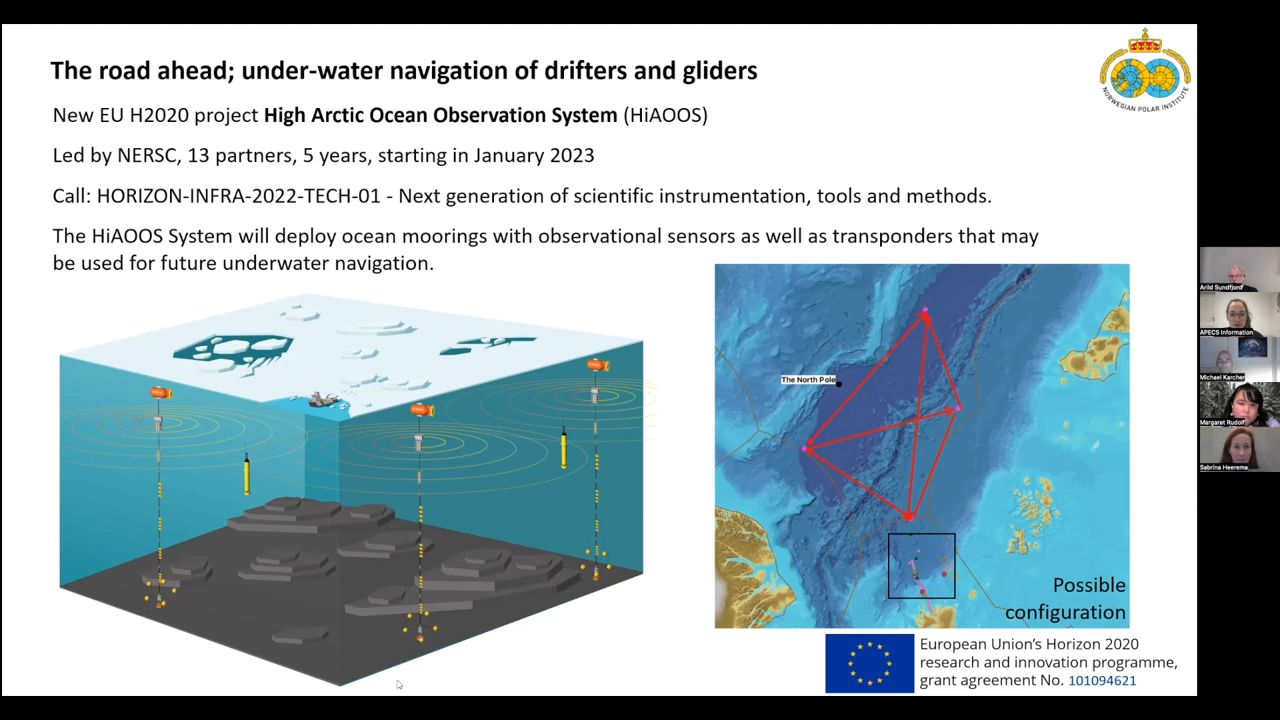 The road ahead; under-water navigation of drifters and gliders
New EU H2020 project High Arctic Ocean Observation System (HiAOOS)
Led by NERSC, 13 partners, 5 years, starting in January 2023
Call: HORIZON-INFRA-2022-TECH-01 - Next generation of scientific instrumentation, tools and methods.
The HiAOOS System will deploy ocean moorings with observational sensors as well as transponders that may
be used for future underwater navigation.
NORWEGIAN POLAR INSTITUTE
The North Pole
Possible
configuration
European Union's Horizon 2020
research and innovation programme,
grant agreement No. 101094621
Arild Sundfjord
APECS Information
Michael Karcher
Margaret Rudolf
Sabrina Heerema